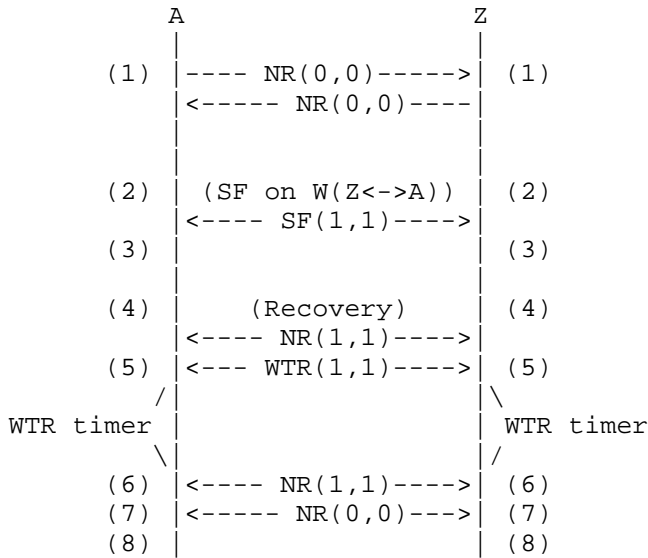 A Z
(1) |---- NR(0,0)----->| (1)
|<----- NR(0,0)----|
(2) | (SF on W(Z<->A)) | (2)
|<---- SF(1,1)---->|
(3) | | (3)
(4) | (Recovery) | (4)
|<---- NR(1,1)---->|
(5) |<--- WTR(1,1)---->| (5)
/| |\
WTR timer | | WTR timer
\| |/
(6) |<---- NR(1,1)---->| (6)
(7) |<----- NR(0,0)--->| (7)
(8) | | (8)